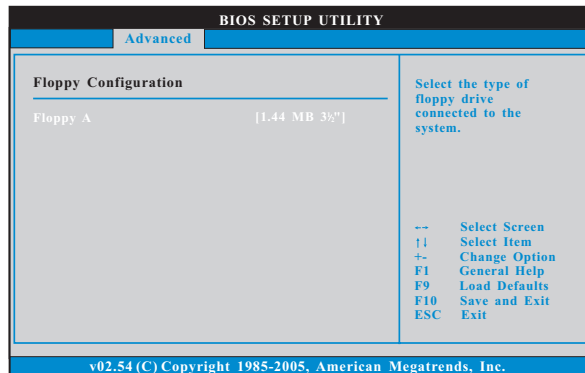 BIOS SETUP UTILITY
Advanced
Floppy Configuration
Floppy A [1.44 MB 3½"]
Select the type of
floppy drive
connected to the
system.
←→ Select Screen
↑↓ Select Item
+- Change Option
F1 General Help
F9 Load Defaults
F10 Save and Exit
ESC Exit
v02.54 (C) Copyright 1985-2005, American Megatrends, Inc.